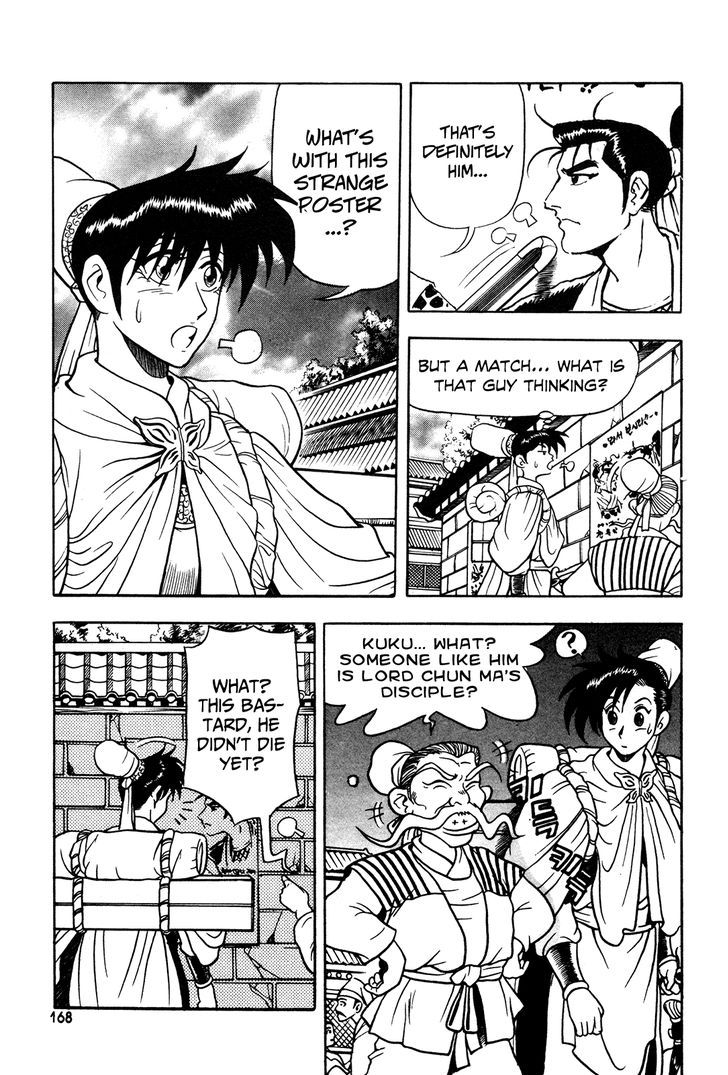 WHAT'S
WITH THIS
STRANGE
POSTER
...?
THAT'S
DEFINITELY
HIM...
BUT A MATCH... WHAT IS
THAT GUY THINKING?
WHAT?
THIS BAS-
TARD, HE
DIDN'T DIE
YET?
KUKU... WHAT?
SOMEONE LIKE HIM
IS LORD CHUN MA'S
DISCIPLE?
?
168